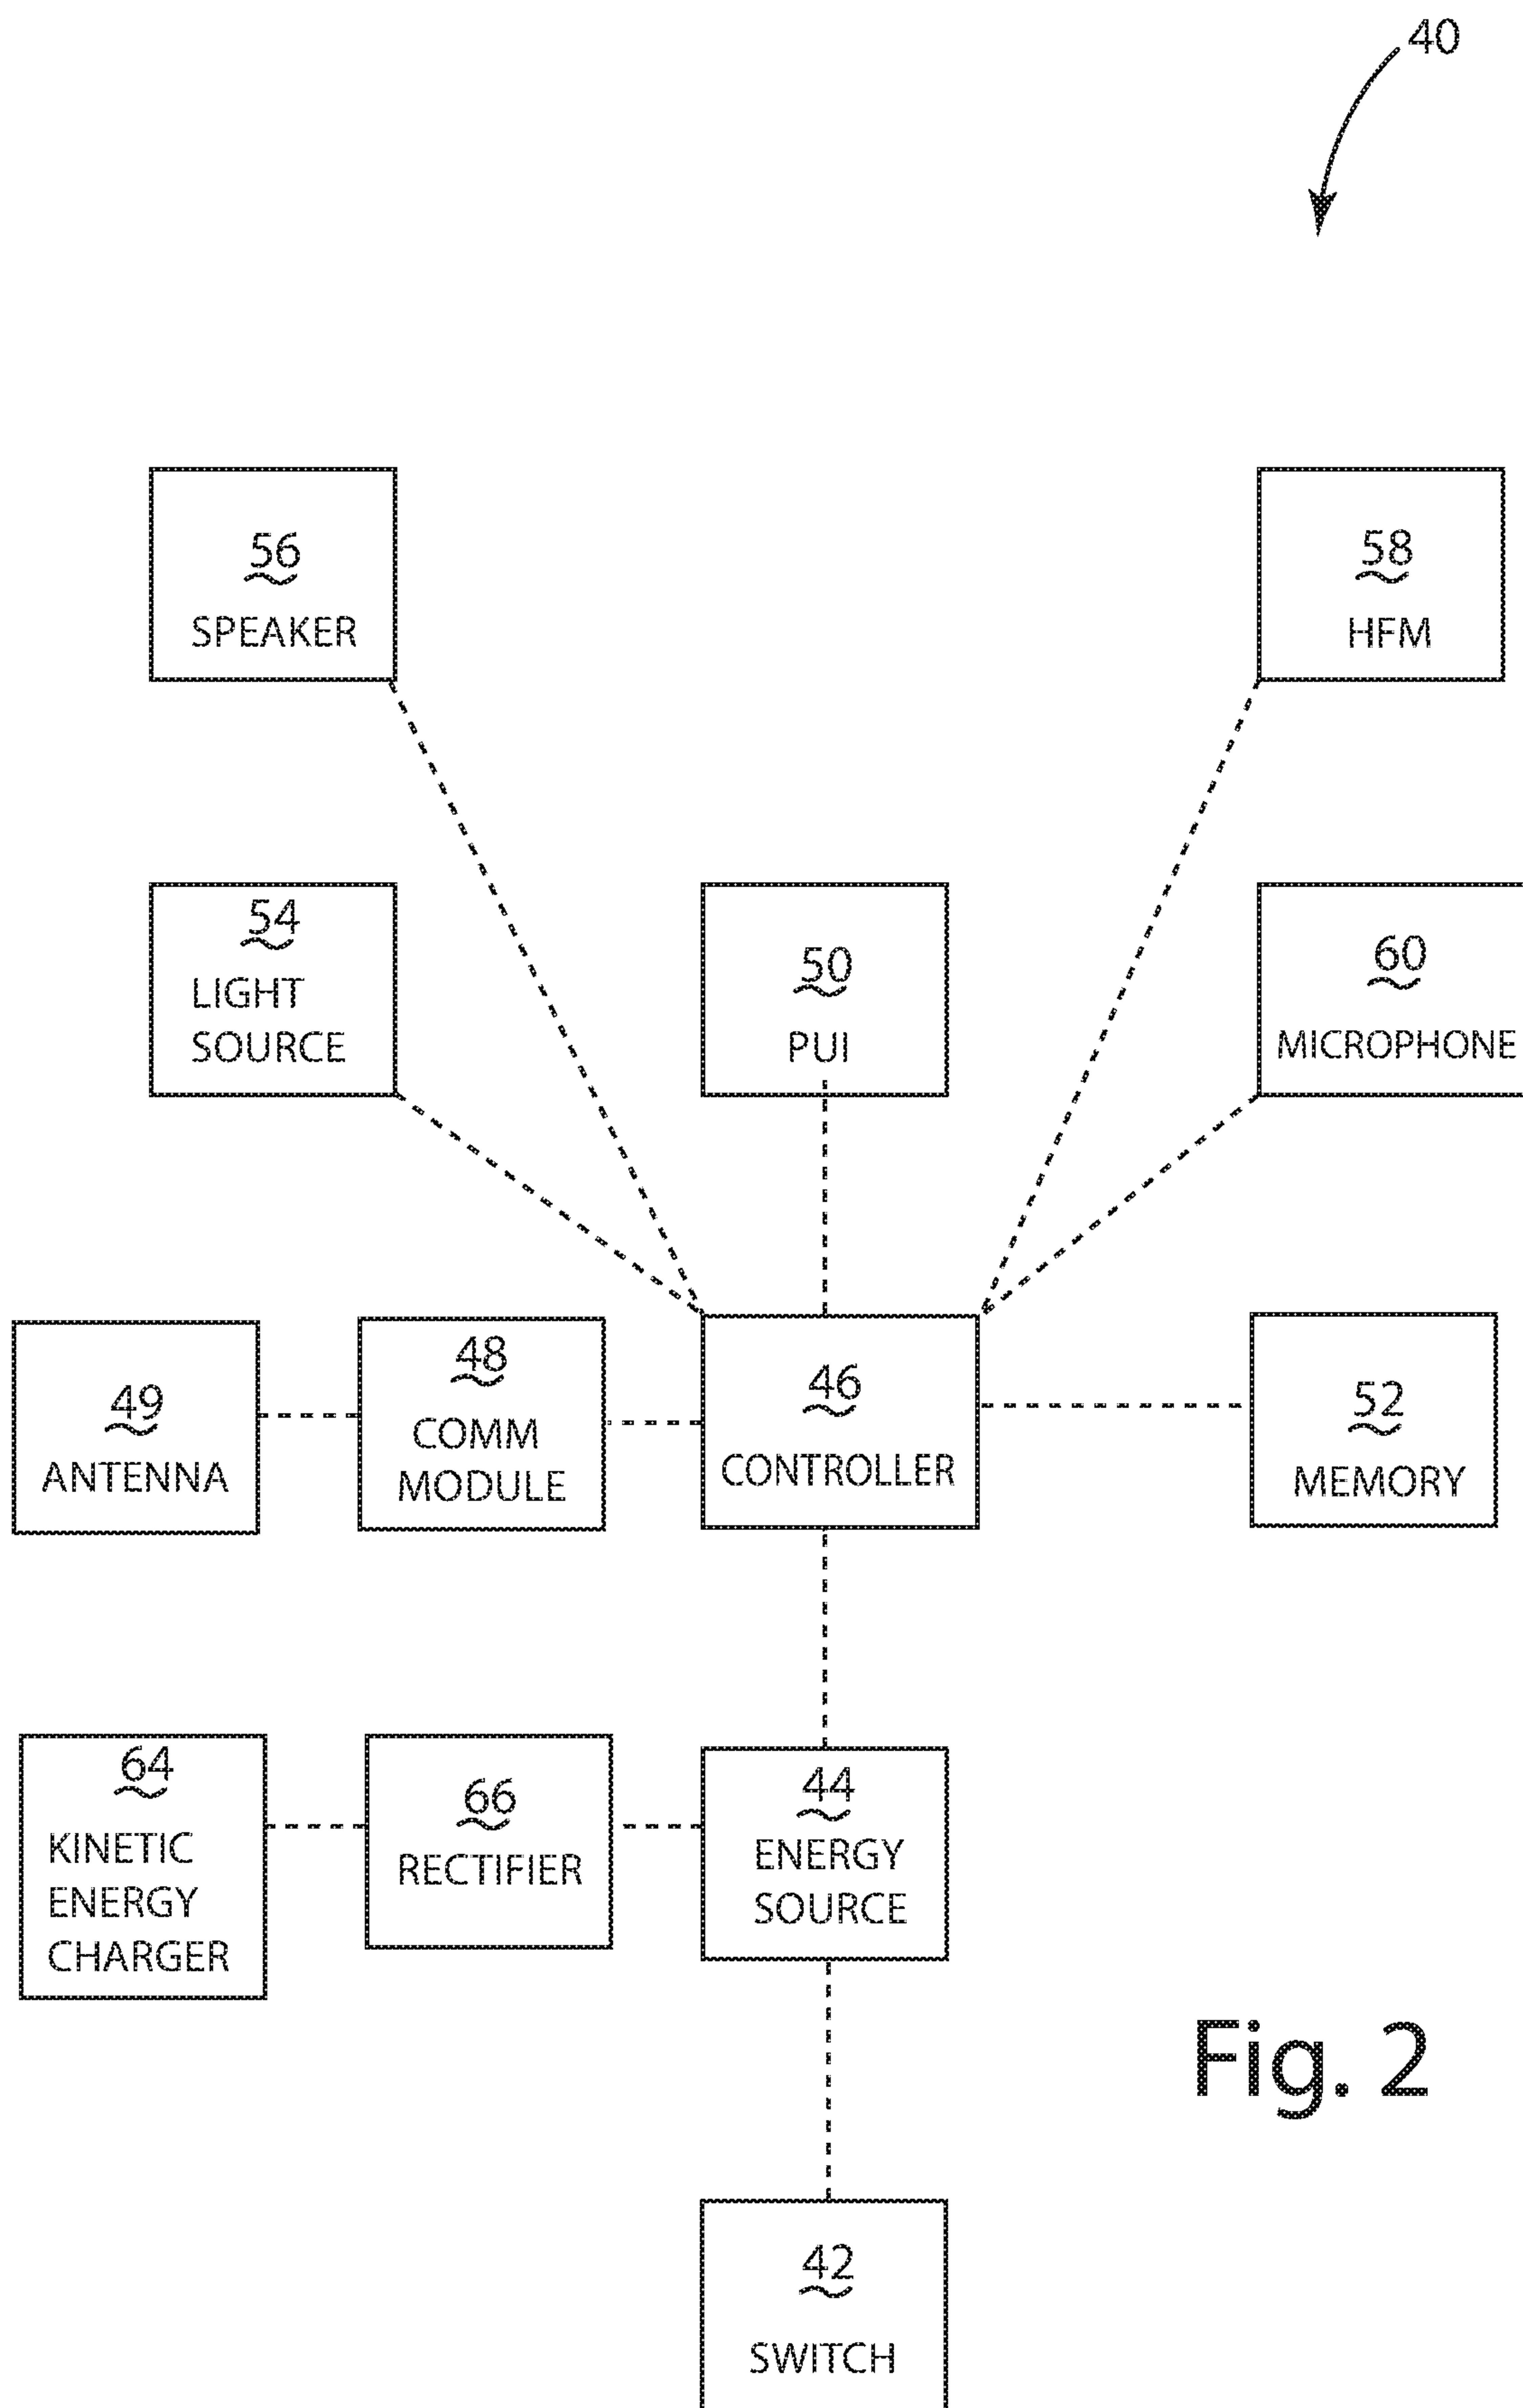 40
56
SPEAKER
58
HFM
54
LIGHT
SOURCE
50
PUI
60
MICROPHONE
49
ANTENNA
48
COMM
MODULE
46
CONTROLLER
52
MEMORY
64
KINETIC
ENERGY
CHARGER
66
RECTIFIER
44
ENERGY
SOURCE
Fig. 2
42
SWITCH